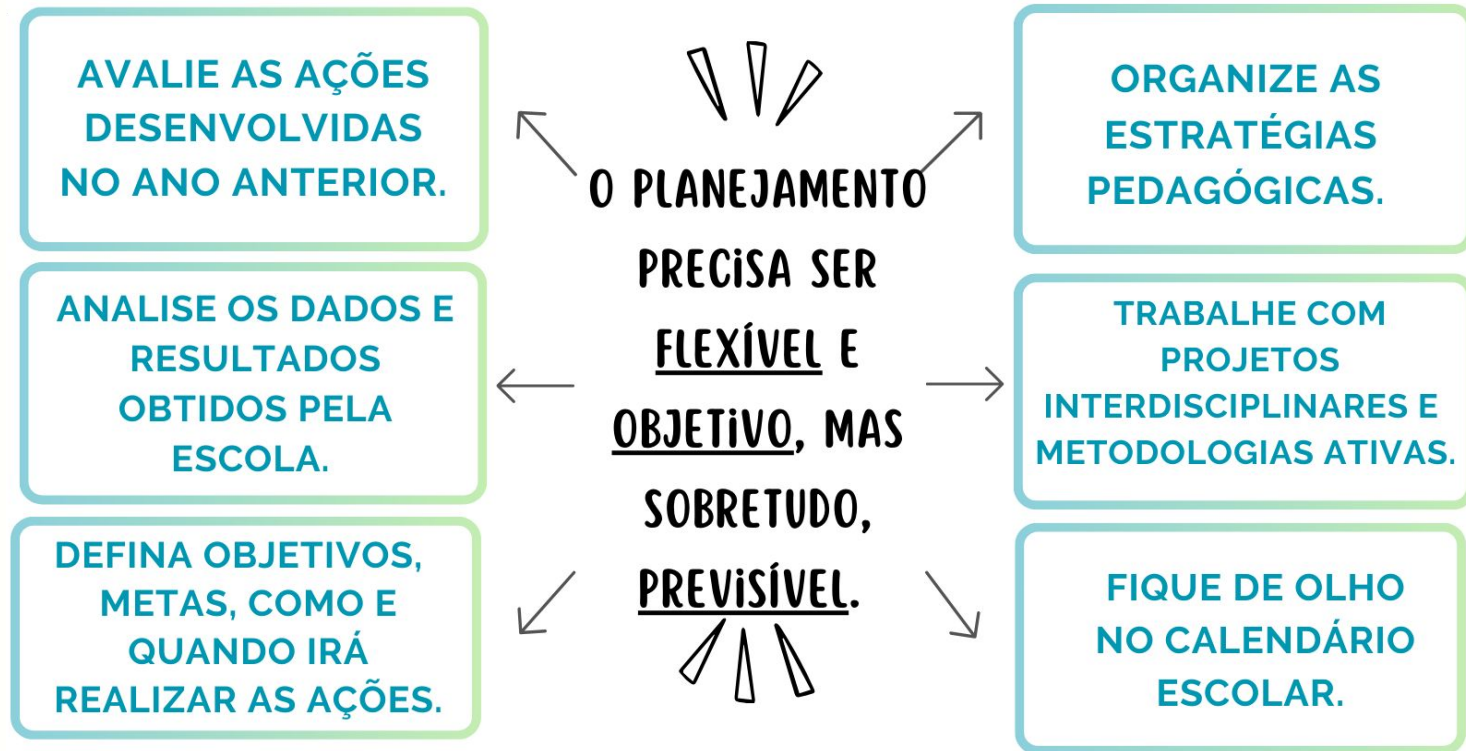 AVALIE AS AÇÕES
DESENVOLVIDAS
NO ANO ANTERIOR.
ANALISE OS DADOS E
RESULTADOS
OBTIDOS PELA
ESCOLA.
DEFINA OBJETIVOS,
METAS, COMO E
QUANDO IRÁ
REALIZAR AS AÇÕES.
O PLANEJAMENTO
PRECISA SER
FLEXÍVEL E
OBJETIVO, MAS
SOBRETUDO,
PREVISÍVEL.
ORGANIZE AS
ESTRATÉGIAS
PEDAGÓGICAS.
TRABALHE COM
PROJETOS
INTERDISCIPLINARES E
METODOLOGIAS ATIVAS.
FIQUE DE OLHO
NO CALENDÁRIO
ESCOLAR.